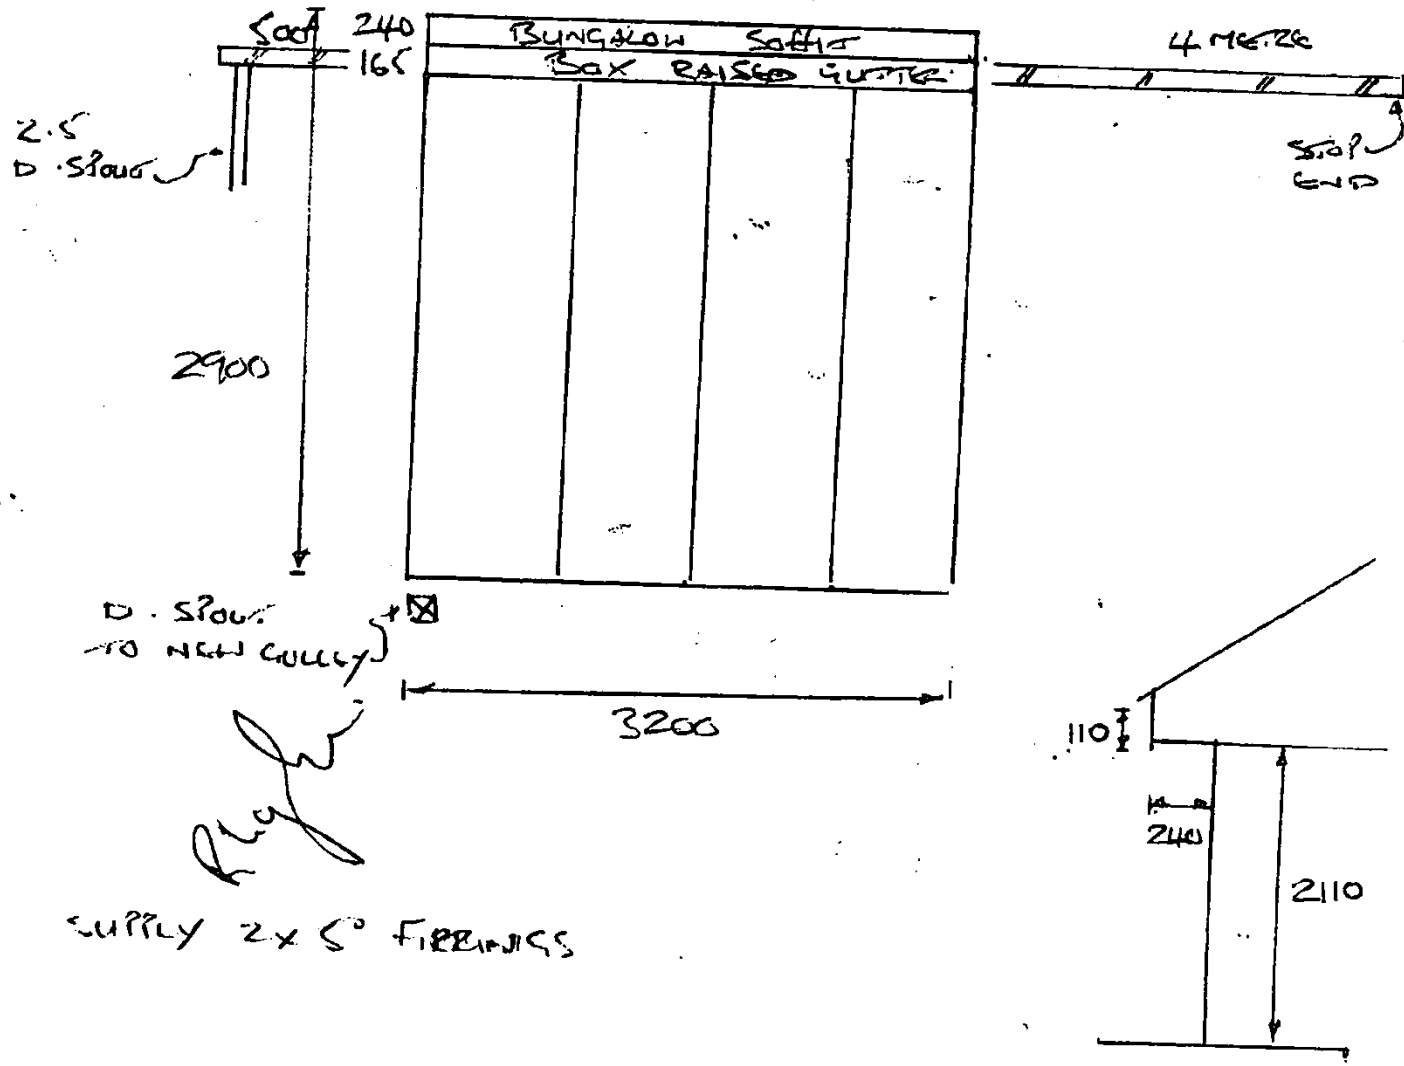 500
240
165
BUNGALOW SOFFIT
BOX RAISED GUTTER
4 METRE
STOP
END
2.5
D.SPOUT
2900
D.SPOUT
TO NEW GULLEY
3200
110
240
2110
SUPPLY 2 x 5° FIRRINGS